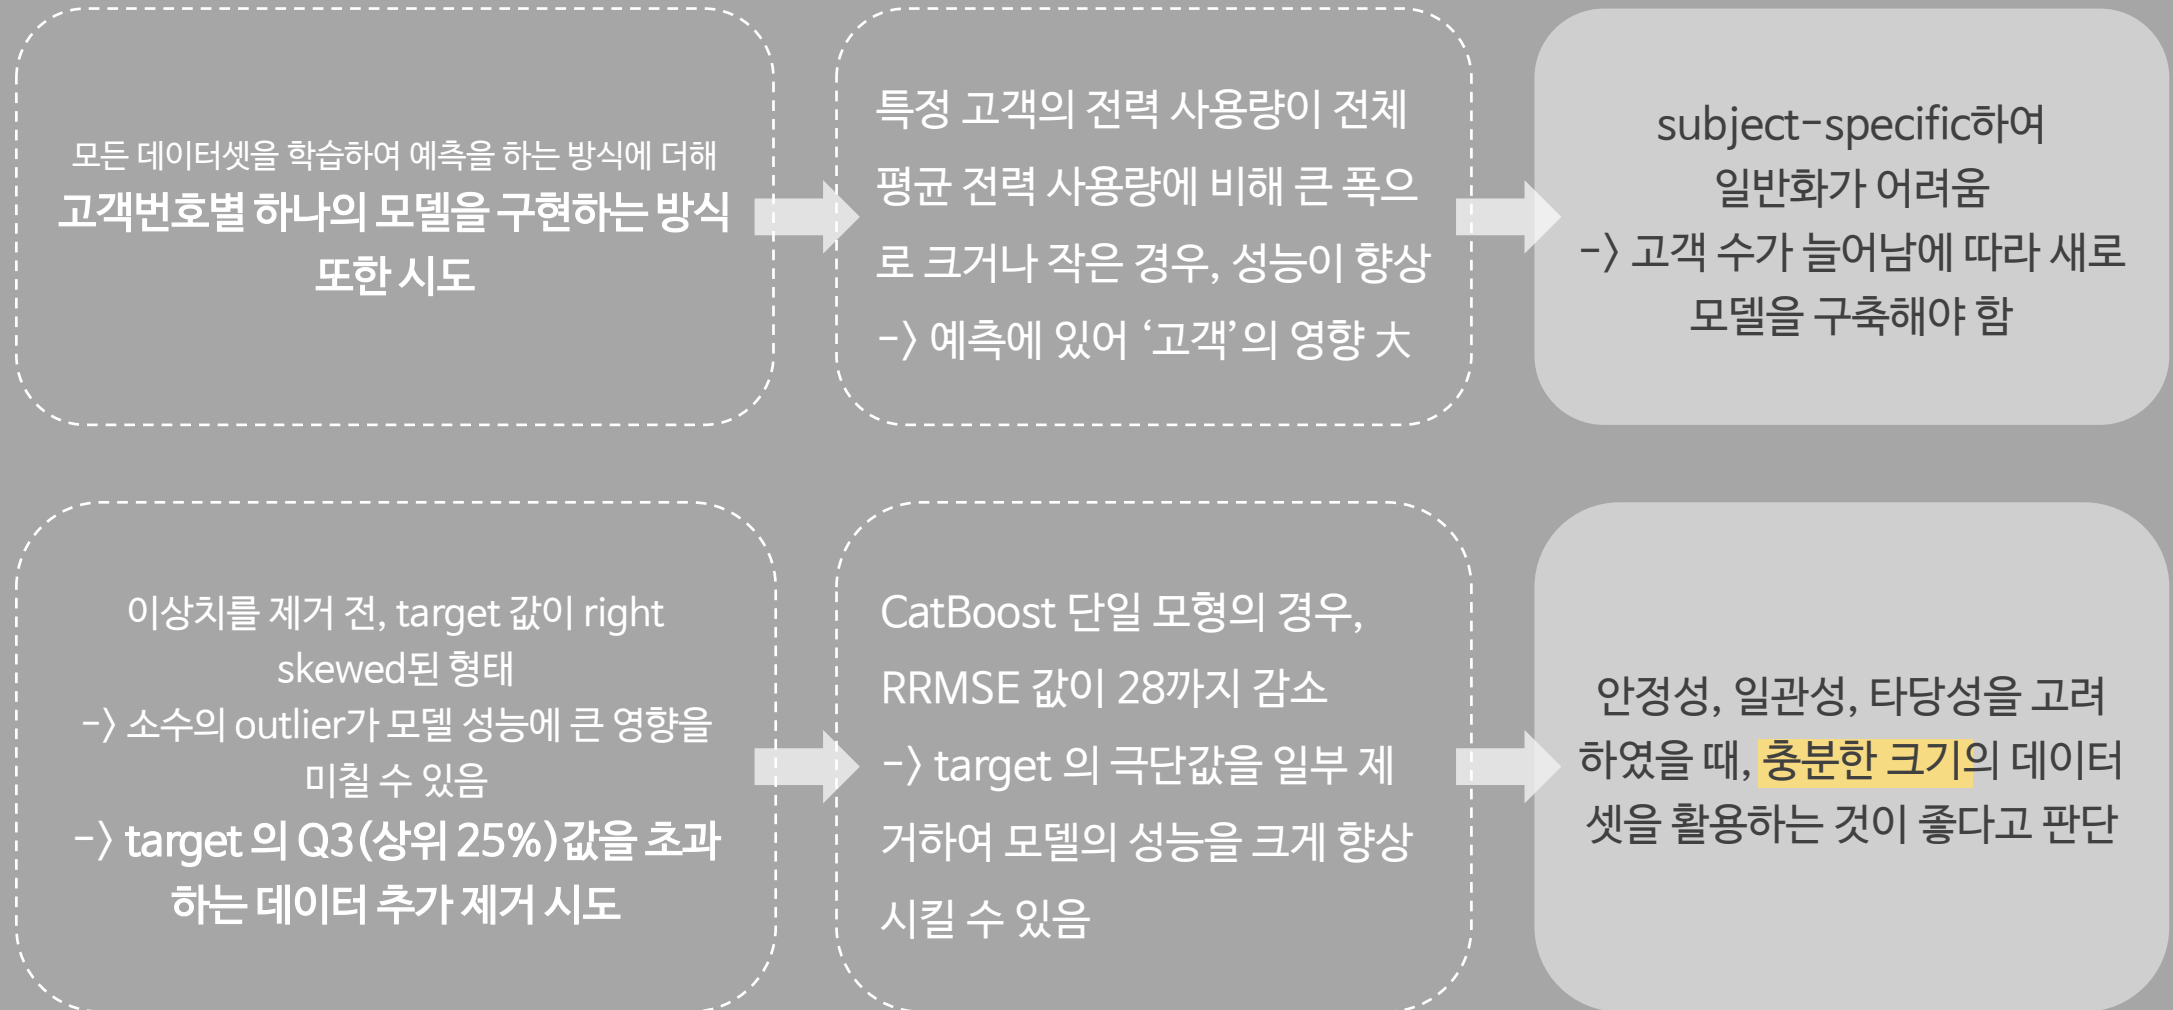 모든 데이터셋을 학습하여 예측을 하는 방식에 더해
고객번호별 하나의 모델을 구현하는 방식
또한 시도
특정 고객의 전력 사용량이 전체
평균 전력 사용량에 비해 큰 폭으
로 크거나 작은 경우, 성능이 향상
-> 예측에 있어 ‘고객’의 영향 大
subject-specific하여
일반화가 어려움
-> 고객 수가 늘어남에 따라 새로
모델을 구축해야 함
이상치를 제거 전, target 값이 right
skewed된 형태
-> 소수의 outlier가 모델 성능에 큰 영향을
미칠 수 있음
-> target 의 Q3(상위 25%)값을 초과
하는 데이터 추가 제거 시도
CatBoost 단일 모형의 경우,
RRMSE 값이 28까지 감소
-> target 의 극단값을 일부 제
거하여 모델의 성능을 크게 향상
시킬 수 있음
안정성, 일관성, 타당성을 고려
하였을 때, 충분한 크기의 데이터
셋을 활용하는 것이 좋다고 판단